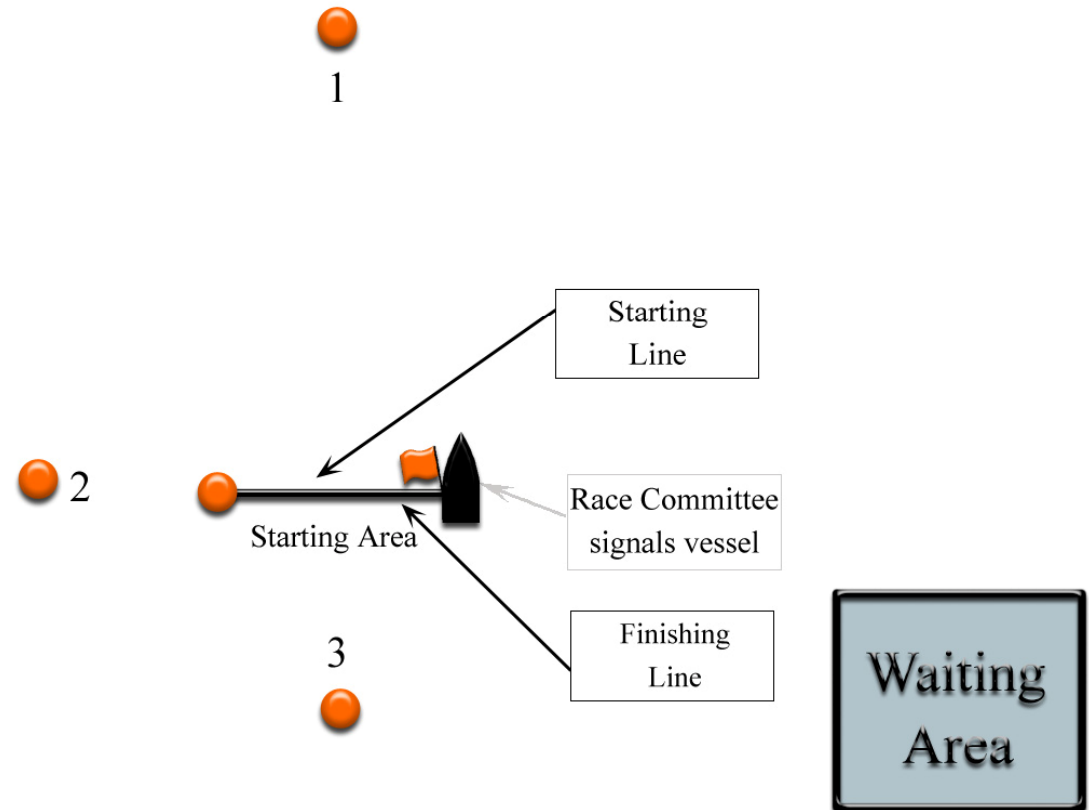 1
Starting
Line
2
Starting Area
Race Committee
signals vessel
Finishing
Line
3
Waiting
Area